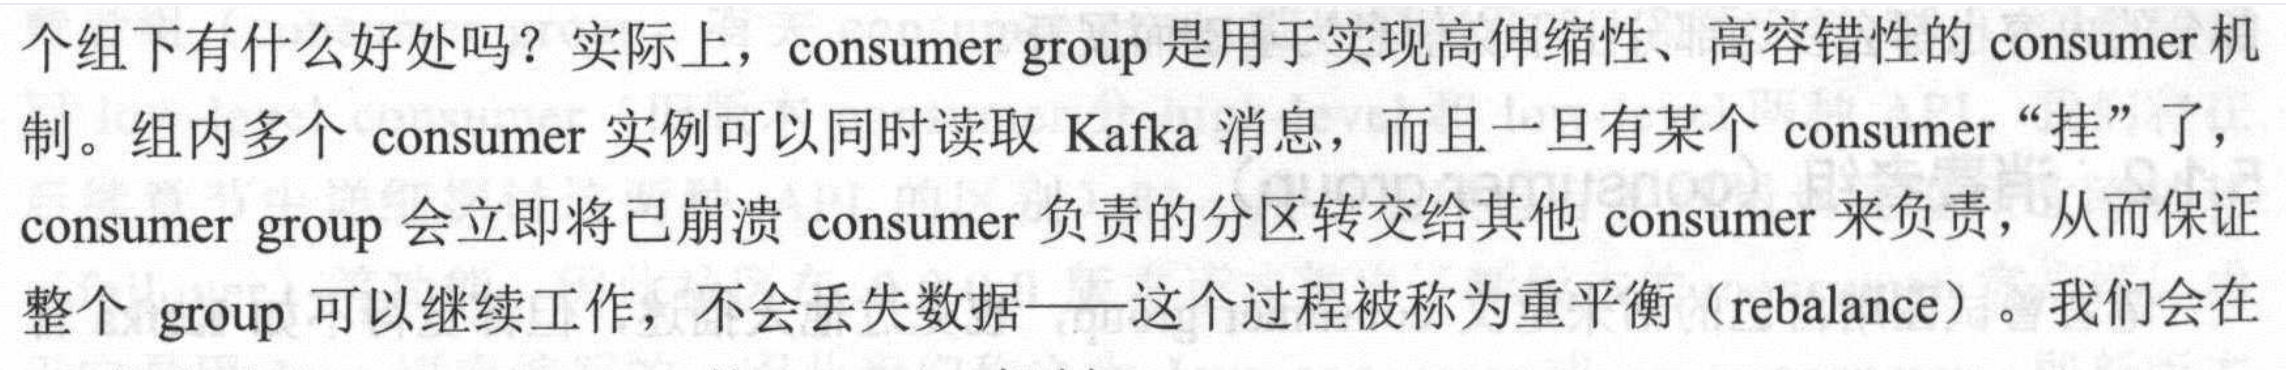 个组下有什么好处吗？实际上，consumer group 是用于实现高伸缩性、高容错性的 consumer 机
制。组内多个 consumer 实例可以同时读取 Kafka 消息，而且一旦有某个 consumer“挂”了，
consumer group 会立即将已崩溃 consumer 负责的分区转交给其他 consumer 来负责，从而保证
整个 group 可以继续工作，不会丢失数据——这个过程被称为重平衡（rebalance）。我们会在